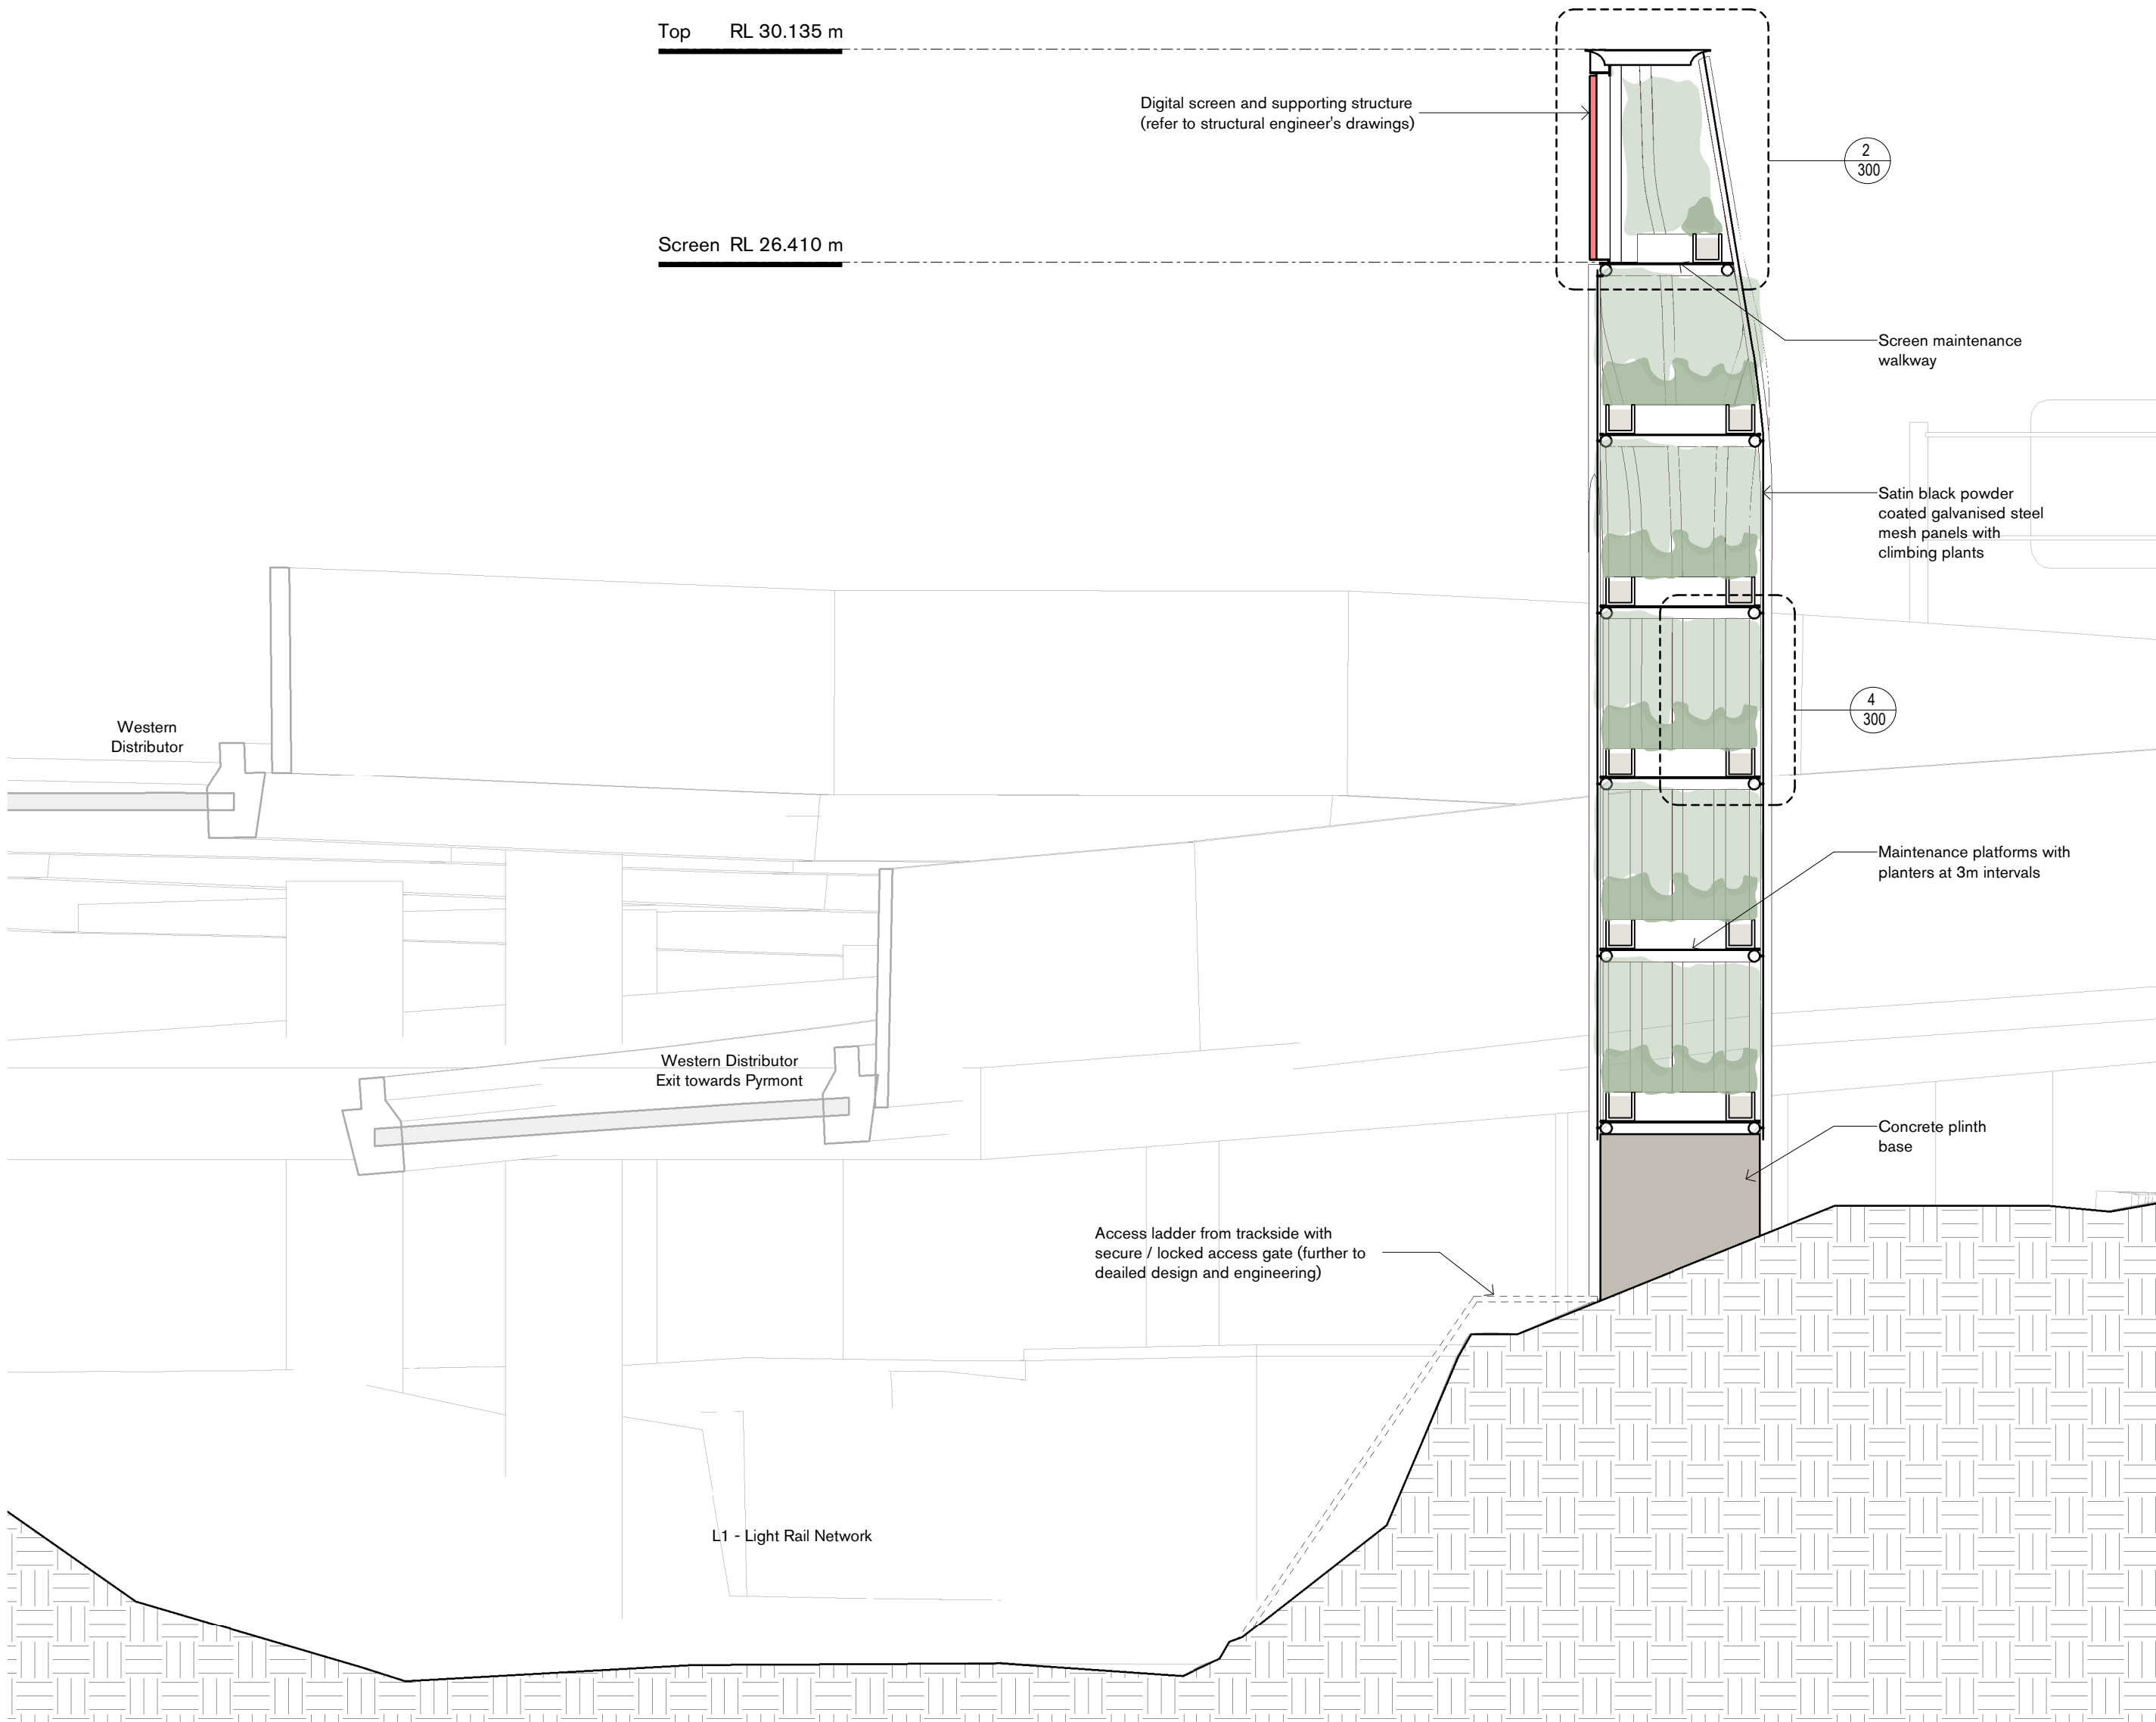 Top RL 30.135 m
Digital screen and supporting structure
(refer to structural engineer's drawings)
2
300
Screen RL 26.410 m
Screen maintenance
walkway
Satin black powder
coated galvanised steel
mesh panels with
climbing plants
4
300
Western
Distributor
Maintenance platforms with
planters at 3m intervals
Western Distributor
Exit towards Pyrmont
Concrete plinth
base
Access ladder from trackside with
secure / locked access gate (further to
deailed design and engineering)
L1 - Light Rail Network